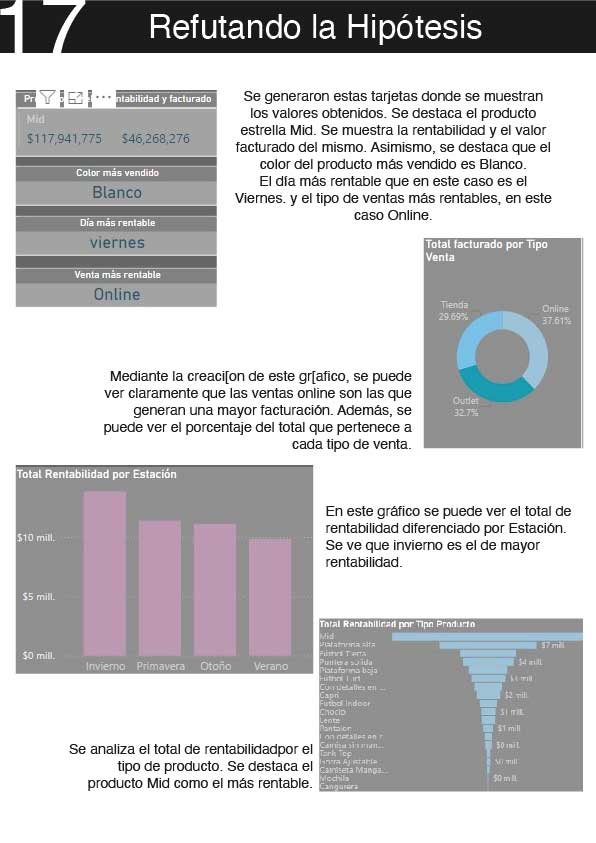 17
Refutando la Hipótesis
ntabilidad y facturado
Mid
$117,941,775 $46,268,276
Color más vendido
Blanco
Día más rentable
viernes
Venta más rentable
Online
Se generaron estas tarjetas donde se muestran
los valores obtenidos. Se destaca el producto
estrella Mid. Se muestra la rentabilidad y el valor
facturado del mismo. Asimismo, se destaca que el
color del producto más vendido es Blanco.
El día más rentable que en este caso es el
Viernes. y el tipo de ventas más rentables, en este
caso Online.
Total facturado por Tipo
Venta
Tienda
29.69%
Online
37.61%
Outlet
32.7%
Mediante la creaci[on de este gr[afico, se puede
ver claramente que las ventas online son las que
generan una mayor facturación. Además, se
puede ver el porcentaje del total que pertenece a
cada tipo de venta.
Total Rentabilidad por Estación
$10 mill.
$5 mill.
$0 mill.
Invierno Primavera Otoño Verano
En este gráfico se puede ver el total de
rentabilidad diferenciado por Estación.
Se ve que invierno es el de mayor
rentabilidad.
Total Rentabilidad por Tipo Producto
Mid
Plataforma alta $7 mill.
Fútbol Tierra
Puntera solida $4 mill.
Plataforma baja
Fútbol Turf $3 mill.
Con detalles en ...
Capri $2 mill.
Futbol Indoor
Choclo $1 mill.
Lente
Pantalon $1 mill.
Con detalles en r...
Camisa sin man... $0 mill.
Tank Top
Gorra Ajustable $0 mill.
Camiseta Manga...
Mochila $0 mill.
Cangurera
Se analiza el total de rentabilidadpor el
tipo de producto. Se destaca el
producto Mid como el más rentable.